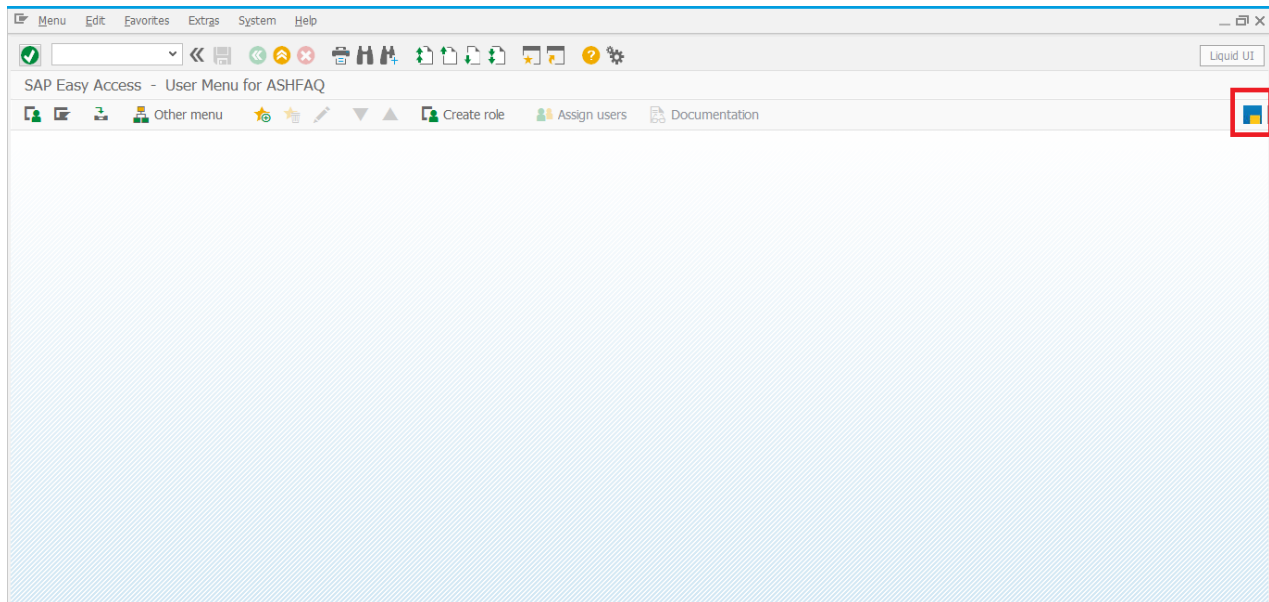 Menu Edit Favorites Extras System Help
Liquid UI
SAP Easy Access - User Menu for ASHFAQ
Other menu Create role Assign users Documentation